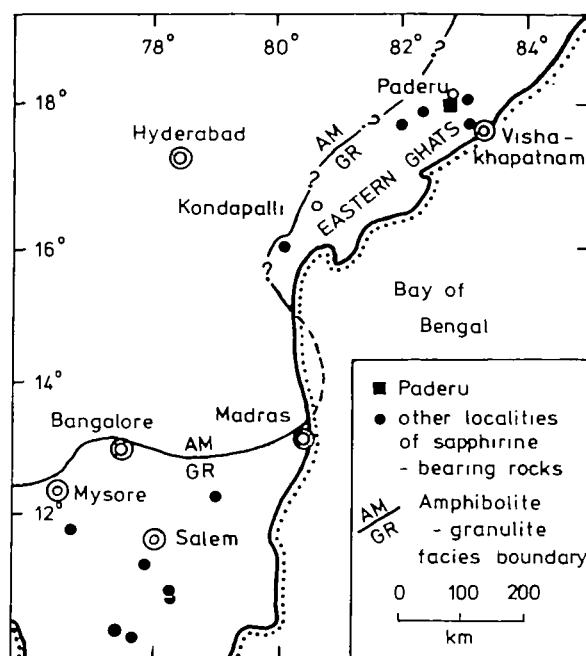 78° 80 82 84°
18°
16°
14°
12°
Paderu
Hyderabad
AM
GR
EASTERN GHATS
Visha-
khapatnam
?
?
?
?
?
Kondapalli
Bay of
Bengal
Bangalore
AM
GR
Madras
Mysore
Salem
Paderu
other localities
of sapphirine
- bearing rocks
AM
GR
Amphibolite
- granulite
facies boundary
0 100 200
km